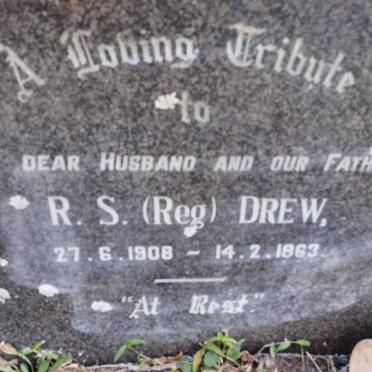 A Loving Tribute
to
DEAR HUSBAND AND OUR FATH
R. S. (Reg) DREW,
27.6.1908 - 14.2.1963.
"At Rest."